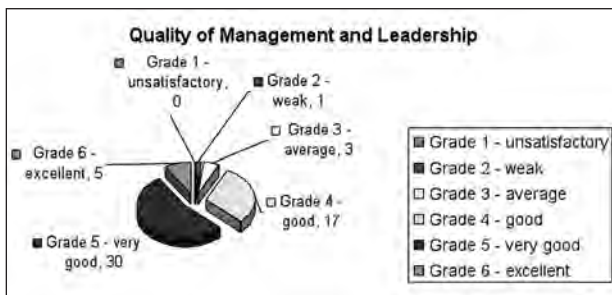 Quality of Management and Leadership
Grade 1 -
unsatisfactory,
0
Grade 2 -
weak, 1
Grade 3 -
average, 3
Grade 4 -
good, 17
Grade 5 - very
good, 30
Grade 6 -
excellent, 5
Grade 1 - unsatisfactory
Grade 2 - weak
Grade 3 - average
Grade 4 - good
Grade 5 - very good
Grade 6 - excellent